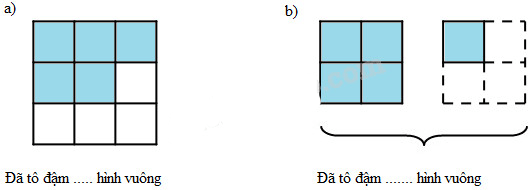 a)
b)
Đã tô đậm ..... hình vuông
Đã tô đậm ....... hình vuông